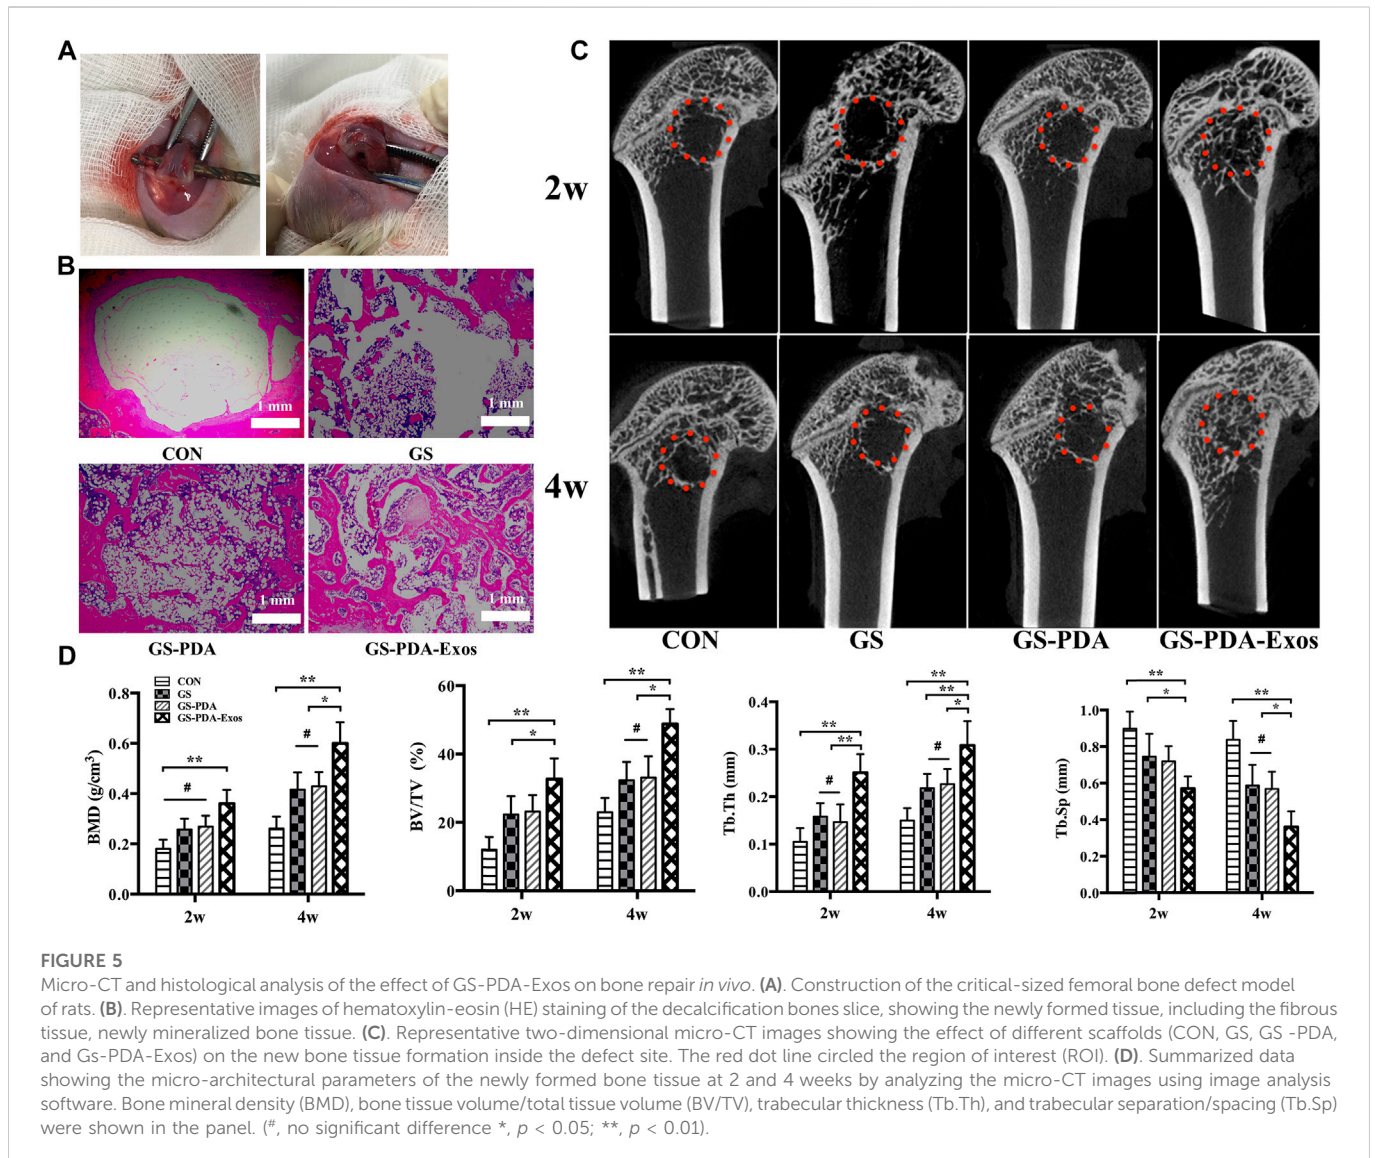 A
B
1 mm
1 mm
CON
GS
1 mm
1 mm
GS-PDA
GS-PDA-Exos
C
2w
4w
CON
GS
GS-PDA
GS-PDA-Exos
D
CON
GS
GS-PDA
GS-PDA-Exos
BMD (g/cm³)
0.8
0.6
0.4
0.2
0.0
**
#
**
#
*
2w
4w
BV/TV (%)
60
40
20
0
**
*
**
*
#
2w
4w
Tb.Th (mm)
0.4
0.3
0.2
0.1
0.0
**
**
#
**
**
*
#
2w
4w
Tb.Sp (mm)
1.0
0.8
0.6
0.4
0.2
0.0
**
*
**
*
#
2w
4w
FIGURE 5
Micro-CT and histological analysis of the effect of GS-PDA-Exos on bone repair in vivo. (A). Construction of the critical-sized femoral bone defect model
of rats. (B). Representative images of hematoxylin-eosin (HE) staining of the decalcification bones slice, showing the newly formed tissue, including the fibrous
tissue, newly mineralized bone tissue. (C). Representative two-dimensional micro-CT images showing the effect of different scaffolds (CON, GS, GS -PDA,
and Gs-PDA-Exos) on the new bone tissue formation inside the defect site. The red dot line circled the region of interest (ROI). (D). Summarized data
showing the micro-architectural parameters of the newly formed bone tissue at 2 and 4 weeks by analyzing the micro-CT images using image analysis
software. Bone mineral density (BMD), bone tissue volume/total tissue volume (BV/TV), trabecular thickness (Tb.Th), and trabecular separation/spacing (Tb.Sp)
were shown in the panel. (#, no significant difference *, p < 0.05; **, p < 0.01).